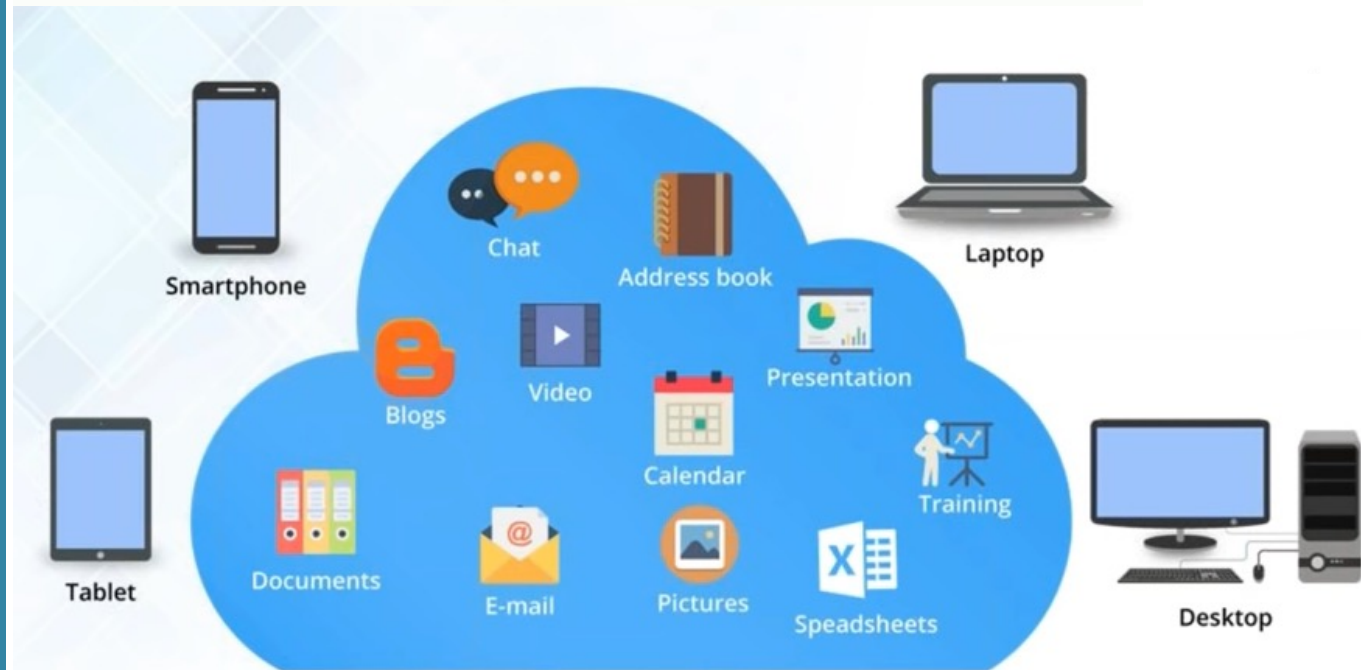 Smartphone
Chat
Address book
Laptop
Blogs
Video
Presentation
Calendar
Training
Tablet
Documents
@
E-mail
Pictures
X
Speadsheets
Desktop